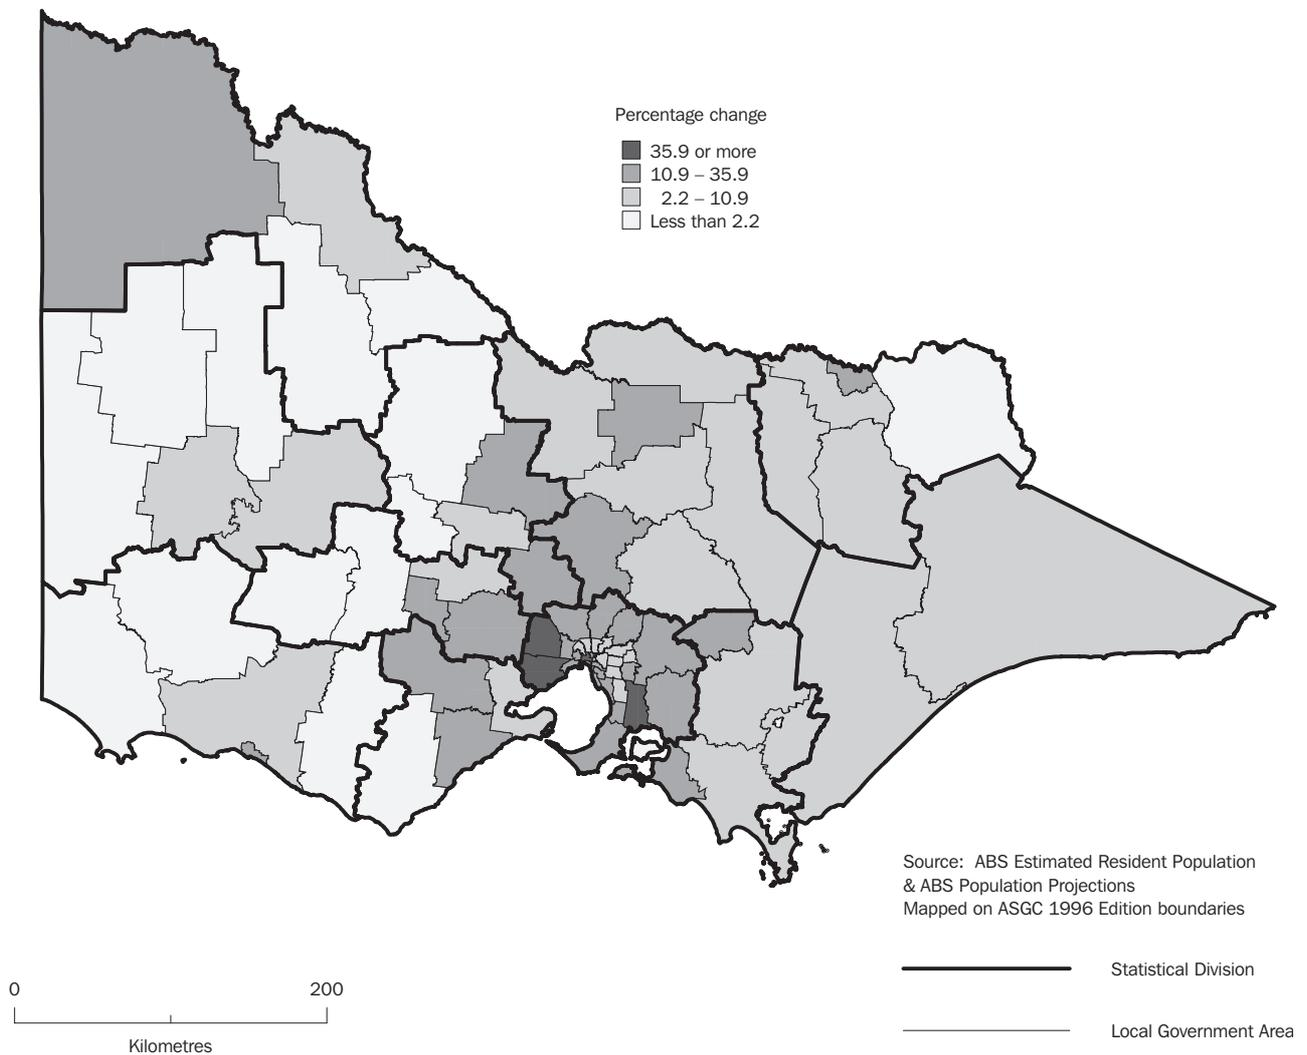 Percentage change
35.9 or more
10.9 – 35.9
2.2 – 10.9
Less than 2.2
Source: ABS Estimated Resident Population
& ABS Population Projections
Mapped on ASGC 1996 Edition boundaries
Statistical Division
Local Government Area
0 200
Kilometres